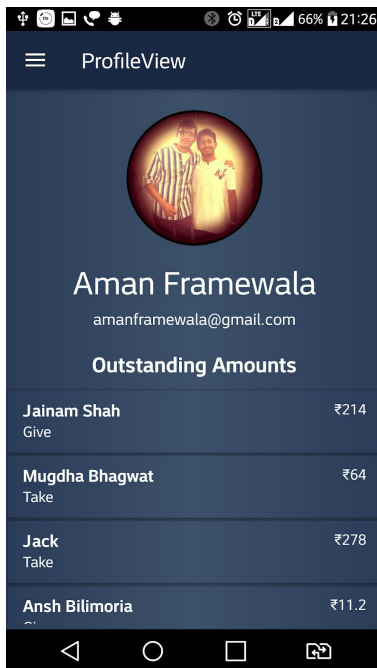 LTE 66% 21:26
ProfileView
Aman Framewala
amanframewala@gmail.com
Outstanding Amounts
Jainam Shah ₹214
Give
Mugdha Bhagwat ₹64
Take
Jack ₹278
Take
Ansh Bilimoria ₹11.2